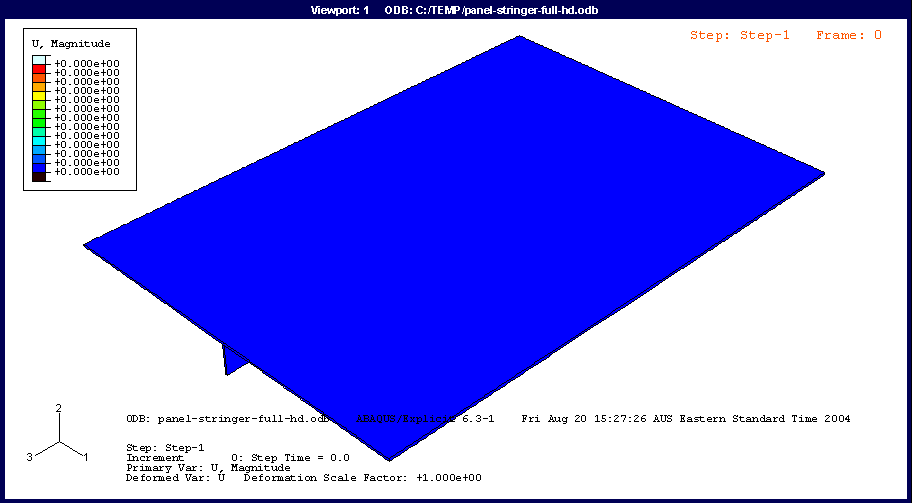 Viewport: 1 ODB: C:/TEMP/panel-stringer-full-hd.odb
Step: Step-1 Frame: 0
U, Magnitude
+0.000e+00
+0.000e+00
+0.000e+00
+0.000e+00
+0.000e+00
+0.000e+00
+0.000e+00
+0.000e+00
+0.000e+00
+0.000e+00
+0.000e+00
+0.000e+00
+0.000e+00
2
3
1
ODB: panel-stringer-full-hd.odb 6.3-1 Fri Aug 20 15:27:26 AUS Eastern Standard Time 2004
Step: Step-1
Increment 0: Step Time = 0.0
Primary Var: U, Magnitude
Deformed Var: U Deformation Scale Factor: +1.000e+00